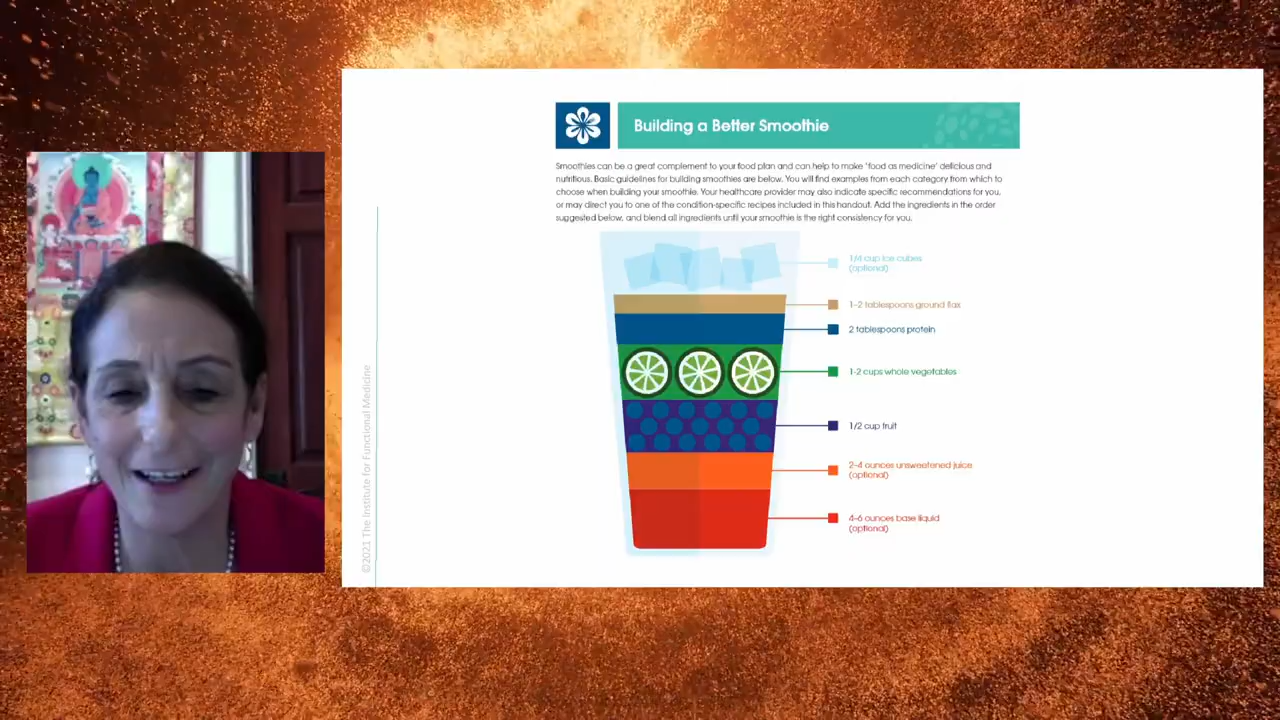 Building a Better Smoothie
Smoothies can be a great complement to your food plan and can help to make 'food as medicine' delicious and
nutritious. Basic guidelines for building smoothies are below. You will find examples from each category from which to
choose when building your smoothie. Your healthcare provider may also indicate specific recommendations for you,
or may direct you to one of the condition-specific recipes included in this handout. Add the ingredients in the order
suggested below, and blend all ingredients until your smoothie is the right consistency for you.
1/4 cup ice cubes
(optional)
1-2 tablespoons ground flax
2 tablespoons protein
1-2 cups whole vegetables
1/2 cup fruit
2-4 ounces unsweetened juice
(optional)
4-6 ounces base liquid
(optional)
©2021 The Institute for Functional Medicine